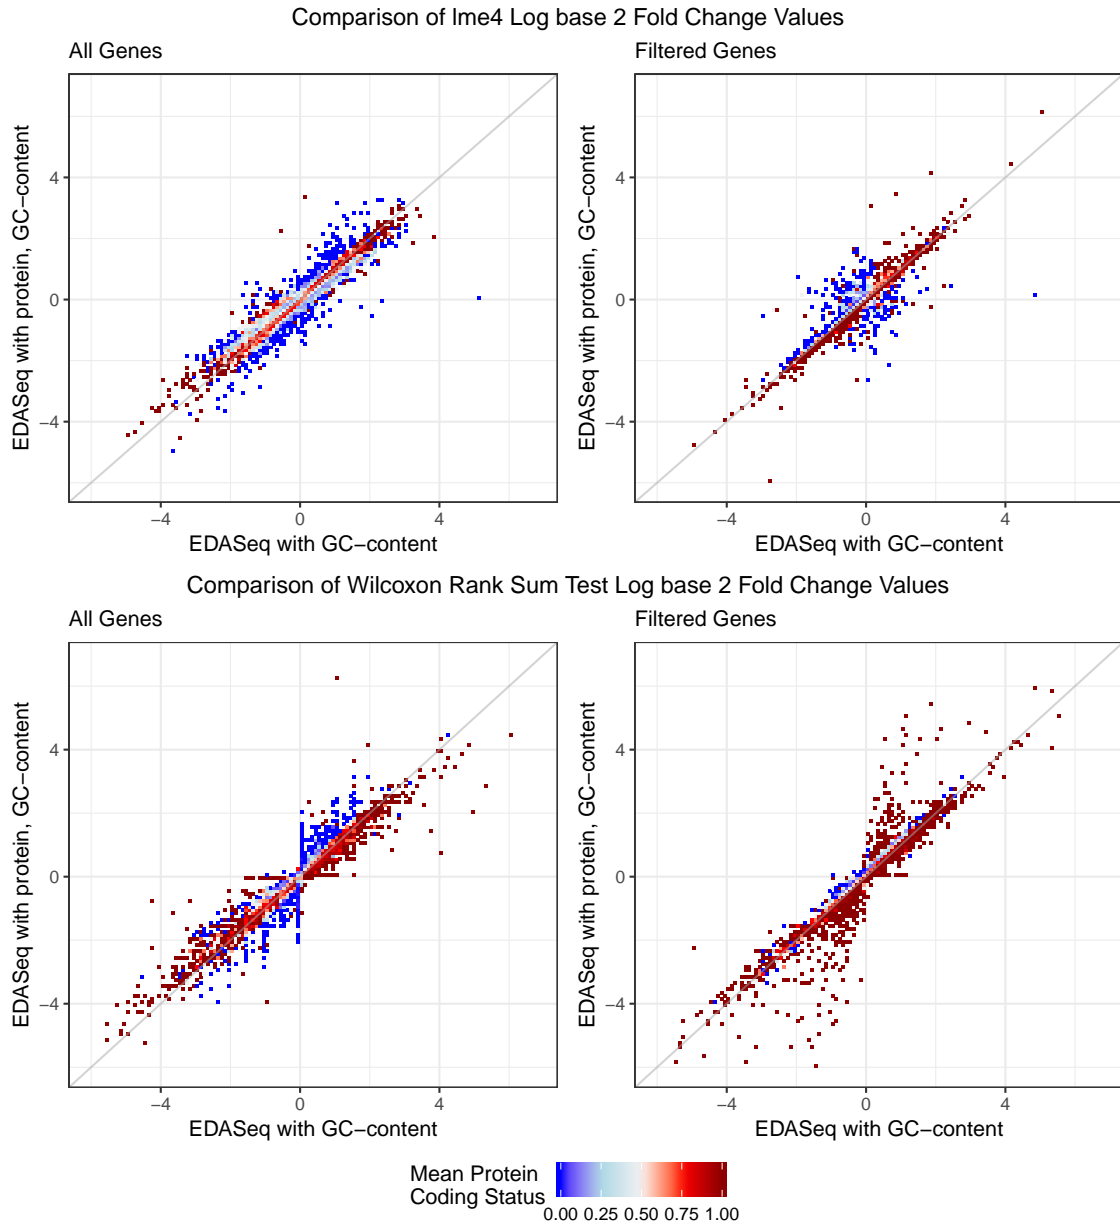 Comparison of lme4 Log base 2 Fold Change Values
All Genes
Filtered Genes
EDASeq with protein, GC−content
4
0
−4
−4
0
4
EDASeq with GC−content
EDASeq with protein, GC−content
4
0
−4
−4
0
4
EDASeq with GC−content
Comparison of Wilcoxon Rank Sum Test Log base 2 Fold Change Values
All Genes
Filtered Genes
EDASeq with protein, GC−content
4
0
−4
−4
0
4
EDASeq with GC−content
EDASeq with protein, GC−content
4
0
−4
−4
0
4
EDASeq with GC−content
Mean Protein
Coding Status
0.00 0.25 0.50 0.75 1.00